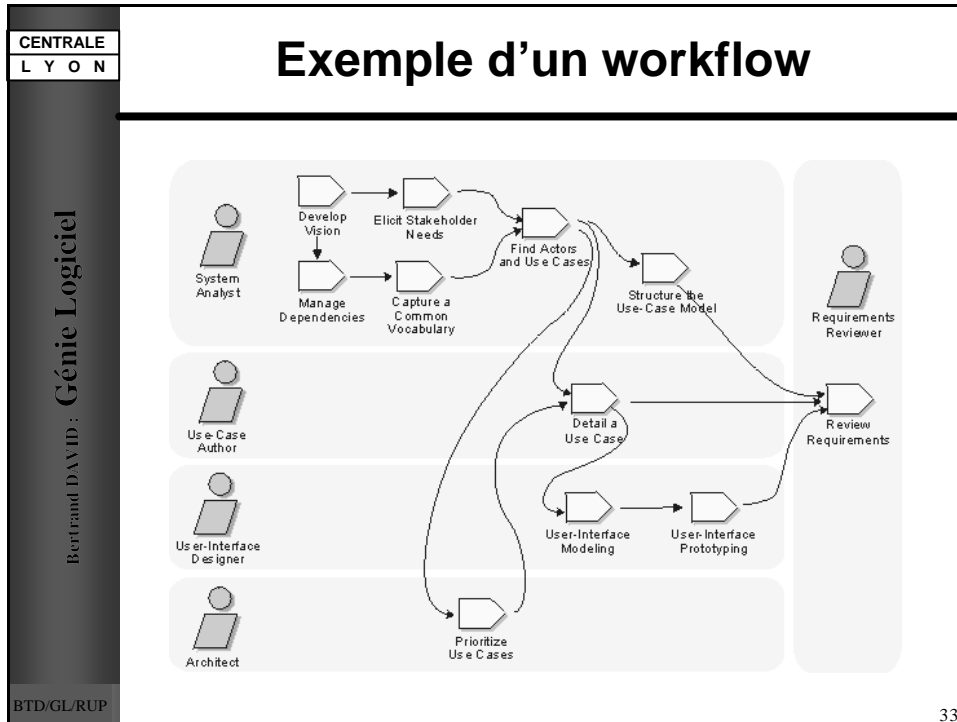 CENTRALE
L Y O N
Exemple d'un workflow
Bertrand DAVID : Génie Logiciel
System
Analyst
Develop
Vision
Elicit Stakeholder
Needs
Find Actors
and Use Cases
Manage
Dependencies
Capture a
Common
Vocabulary
Structure the
Use-Case Model
Requirements
Reviewer
Use-Case
Author
Detail a
Use Case
Review
Requirements
User-Interface
Designer
User-Interface
Modeling
User-Interface
Prototyping
Architect
Prioritize
Use Cases
BTD/GL/RUP
33